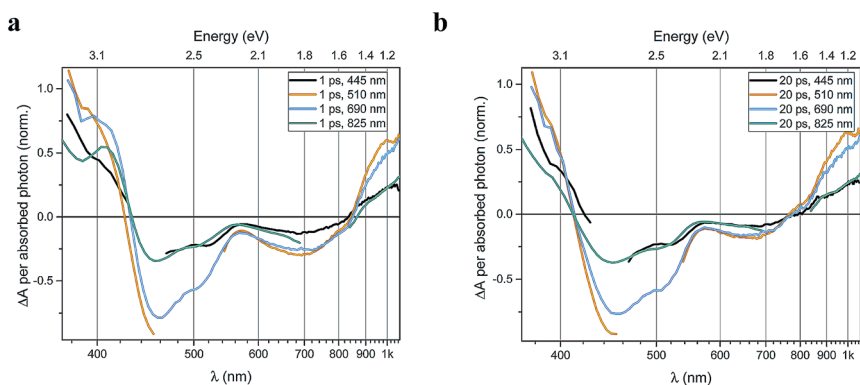 a
Energy (eV)
3.1 2.5 2.1 1.8 1.6 1.4 1.2
1 ps, 445 nm
1 ps, 510 nm
1 ps, 690 nm
1 ps, 825 nm
ΔA per absorbed photon (norm.)
1.0
0.5
0.0
-0.5
400 500 600 700 800 900 1k
λ (nm)
b
Energy (eV)
3.1 2.5 2.1 1.8 1.6 1.4 1.2
20 ps, 445 nm
20 ps, 510 nm
20 ps, 690 nm
20 ps, 825 nm
ΔA per absorbed photon (norm.)
1.0
0.5
0.0
-0.5
400 500 600 700 800 900 1k
λ (nm)